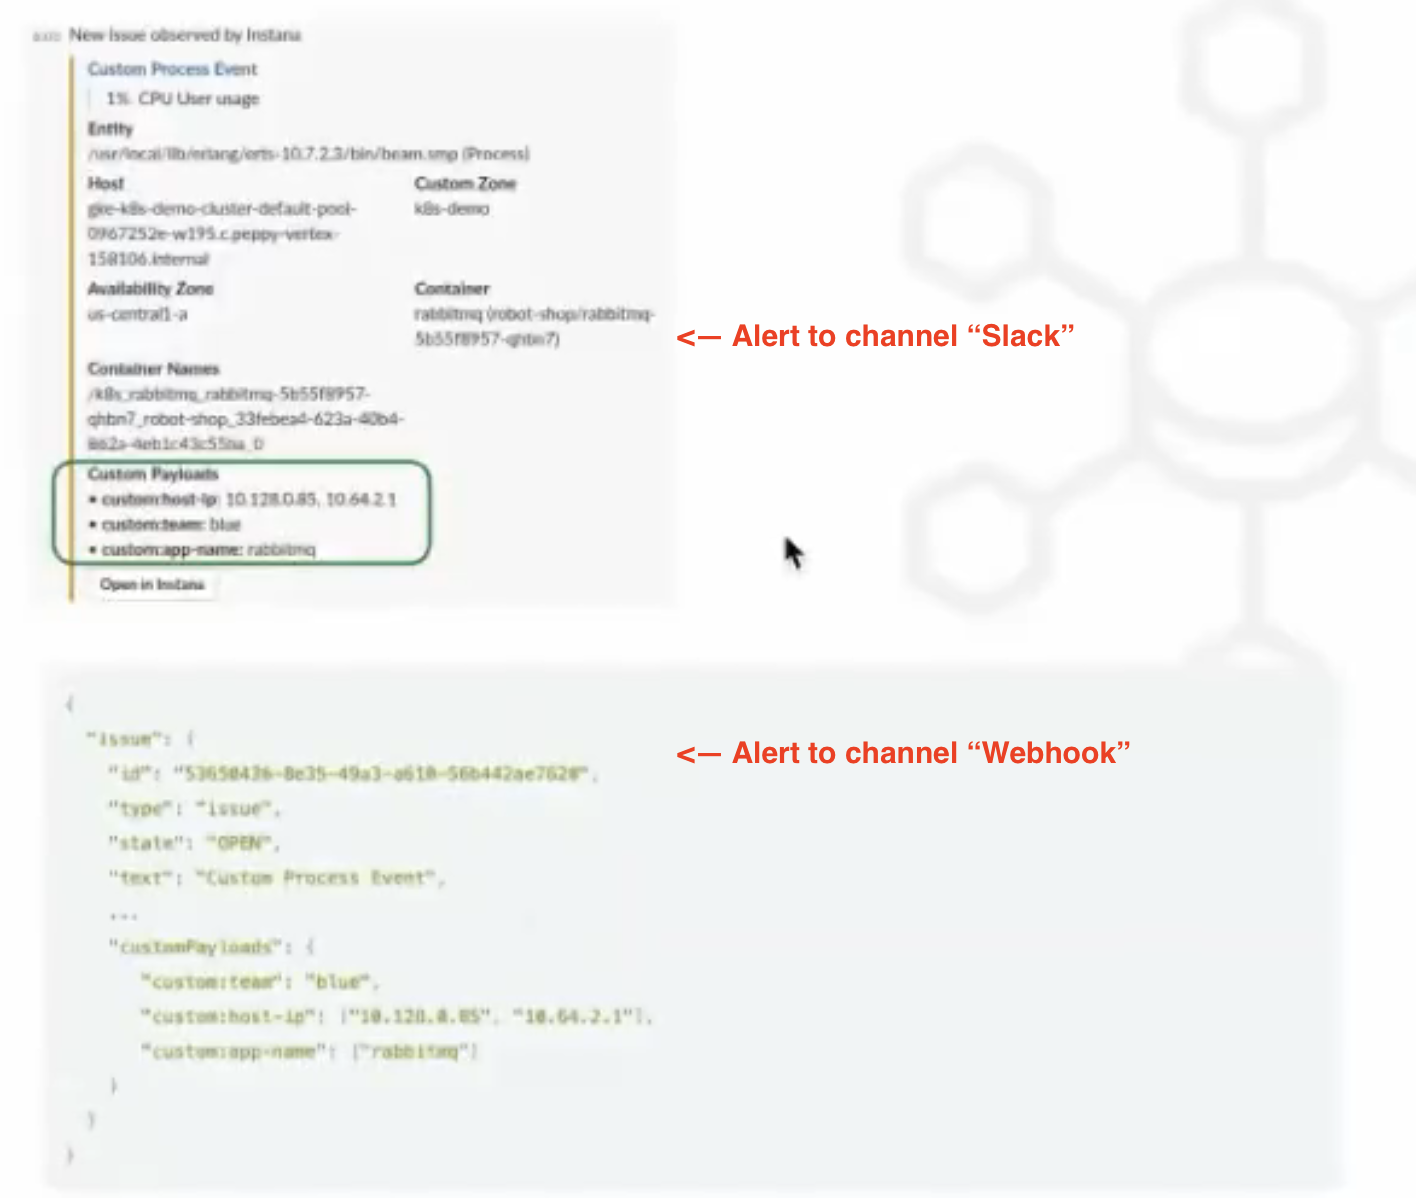 New issue observed by Instana
Custom Process Event
1% CPU User usage
Entity
/usr/local/lib/erlang/erts-10.7.2.3/bin/beam.smp (Process)
Host
Custom Zone
gke-k8s-demo-cluster-default-pool-
k8s-demo
0967252e-w195.c.peppy-vertex-
158106.internal
Availability Zone
Container
us-central1-a
rabbitmq (robot-shop/rabbitmq-
5b55f8957-qhbn7)
<— Alert to channel “Slack”
Container Names
/k8s_rabbitmq_rabbitmq-5b55f8957-
qhbn7_robot-shop_33febea4-623a-40b4-
Custom Payloads
• custom:host-ip: 10.128.0.85, 10.64.2.1
• custom:team: blue
• custom:app-name: rabbitmq
Open in Instana
{
"issue": {
<— Alert to channel “Webhook”
"id": "53650436-8e35-49a3-a610-56b442ae7620",
"type": "issue",
"state": "OPEN",
"text": "Custom Process Event",
...
"customPayloads": {
"custom:team": "blue",
"custom:host-ip": ["10.128.0.85", "10.64.2.1"],
"custom:app-name": ["rabbitmq"]
}
}
}